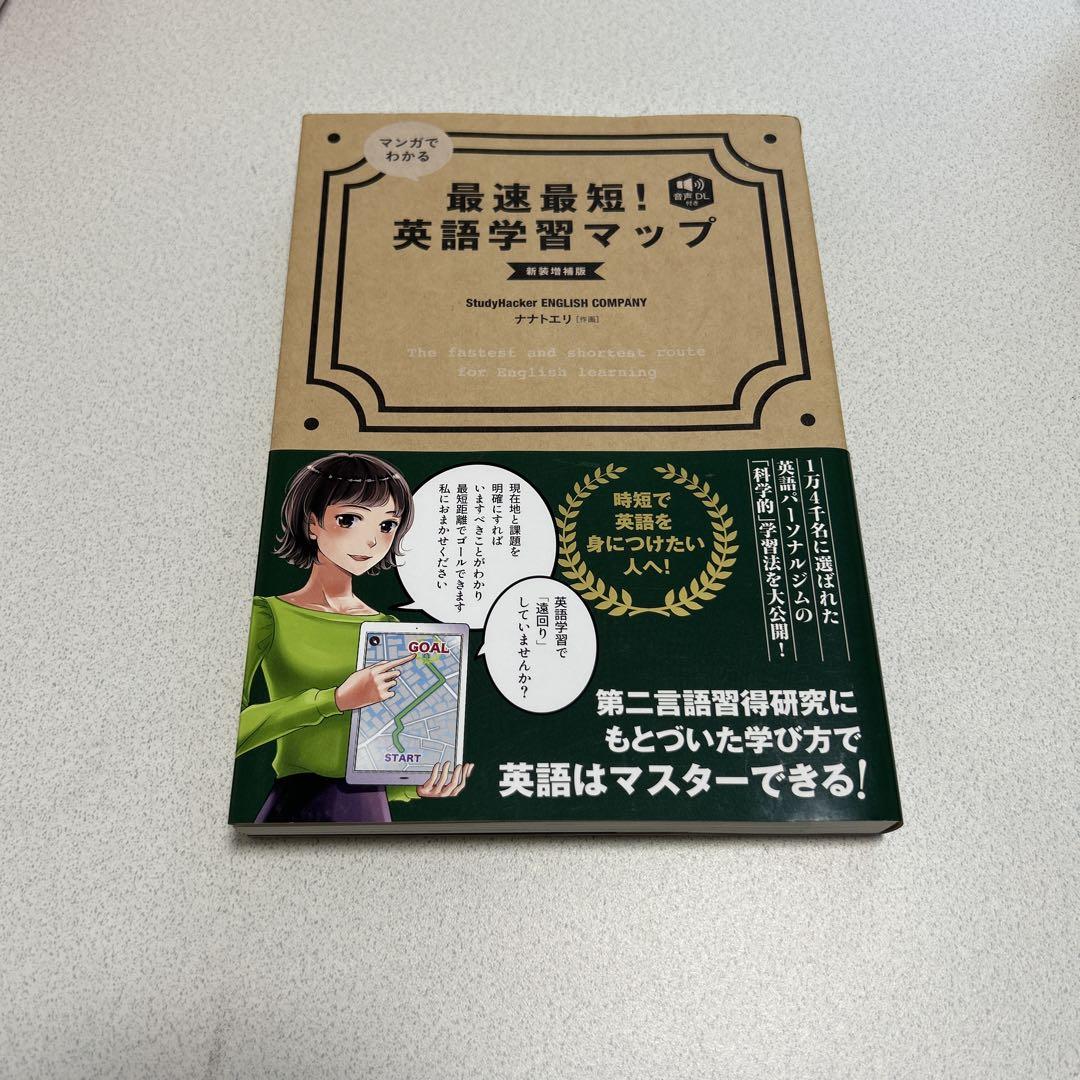 マンガで
わかる
最速最短!
英語学習マップ
音声DL
付き
新装増補版
StudyHacker ENGLISH COMPANY
ナナトエリ[作画]
The fastest and shortest route
for English learning
1万4千名に選ばれた
英語パーソナルジムの
「科学的」学習法を大公開!
時短で
英語を
身につけたい
人へ!
現在地と課題を
明確にすれば
いますべきことがわかり
最短距離でゴールできます
私におまかせください
英語学習で
「遠回り」
していませんか?
GOAL
START
第二言語習得研究に
もとづいた学び方で
英語はマスターできる!